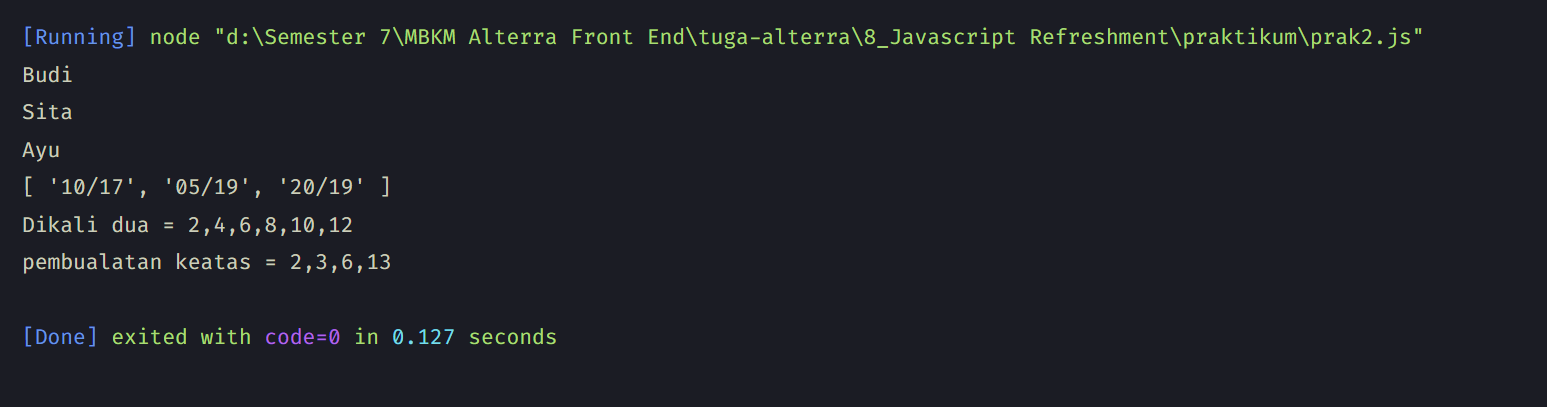 [Running] node "d:\Semester 7\MBKM Alterra Front End\tuga-alterra\8_Javascript Refreshment\praktikum\prak2.js"
Budi
Sita
Ayu
[ '10/17', '05/19', '20/19' ]
Dikali dua = 2,4,6,8,10,12
pembualatan keatas = 2,3,6,13
[Done] exited with code=0 in 0.127 seconds